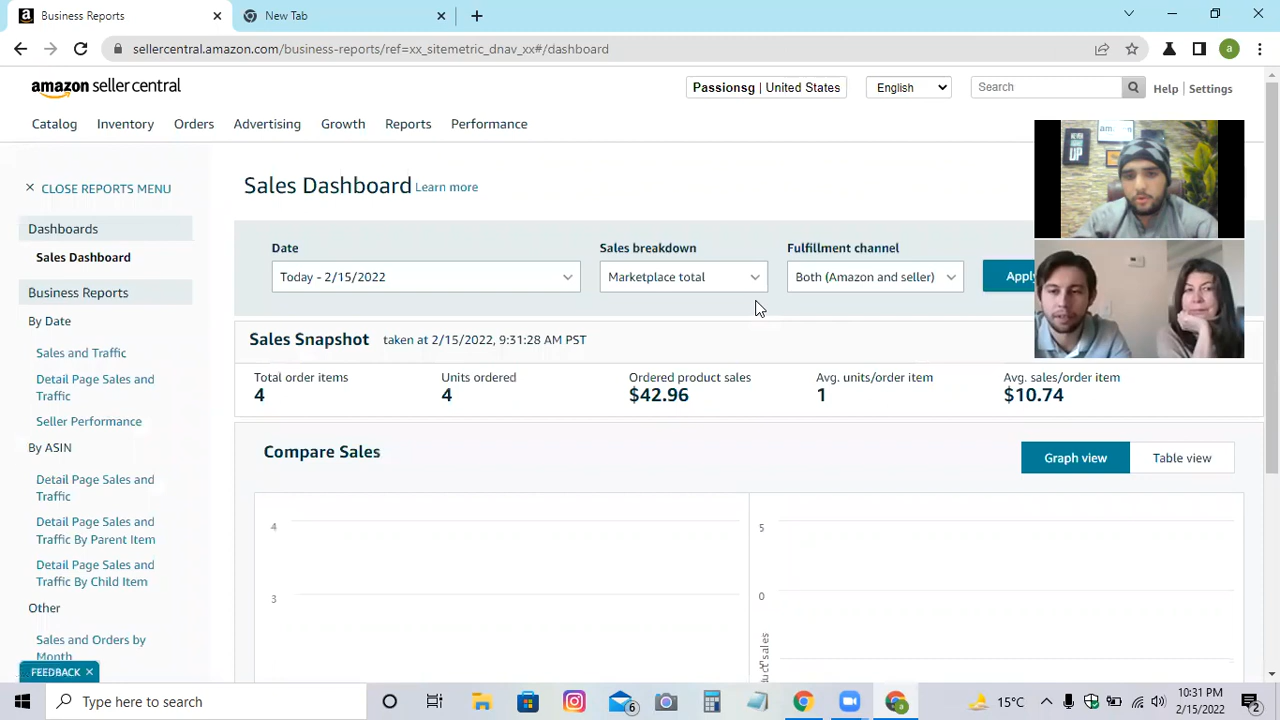 Business Reports
New Tab
sellercentral.amazon.com/business-reports/ref=xx_sitemetric_dnav_xx#/dashboard
a
amazon seller central
Passionsg | United States
English
Search
Help
Settings
Catalog
Inventory
Orders
Advertising
Growth
Reports
Performance
× CLOSE REPORTS MENU
Dashboards
Sales Dashboard
Business Reports
By Date
Sales and Traffic
Detail Page Sales and
Traffic
Seller Performance
By ASIN
Detail Page Sales and
Traffic
Detail Page Sales and
Traffic By Parent Item
Detail Page Sales and
Traffic By Child Item
Other
Sales and Orders by
Month
FEEDBACK ×
Sales Dashboard Learn more
Date
Sales breakdown
Fulfillment channel
Today - 2/15/2022
Marketplace total
Both (Amazon and seller)
Apply
Sales Snapshot taken at 2/15/2022, 9:31:28 AM PST
Total order items
Units ordered
Ordered product sales
Avg. units/order item
Avg. sales/order item
4
4
$42.96
1
$10.74
Compare Sales
Graph view
Table view
4
3
5
0
UP
Type here to search
6
15°C
10:31 PM
2/15/2022
2